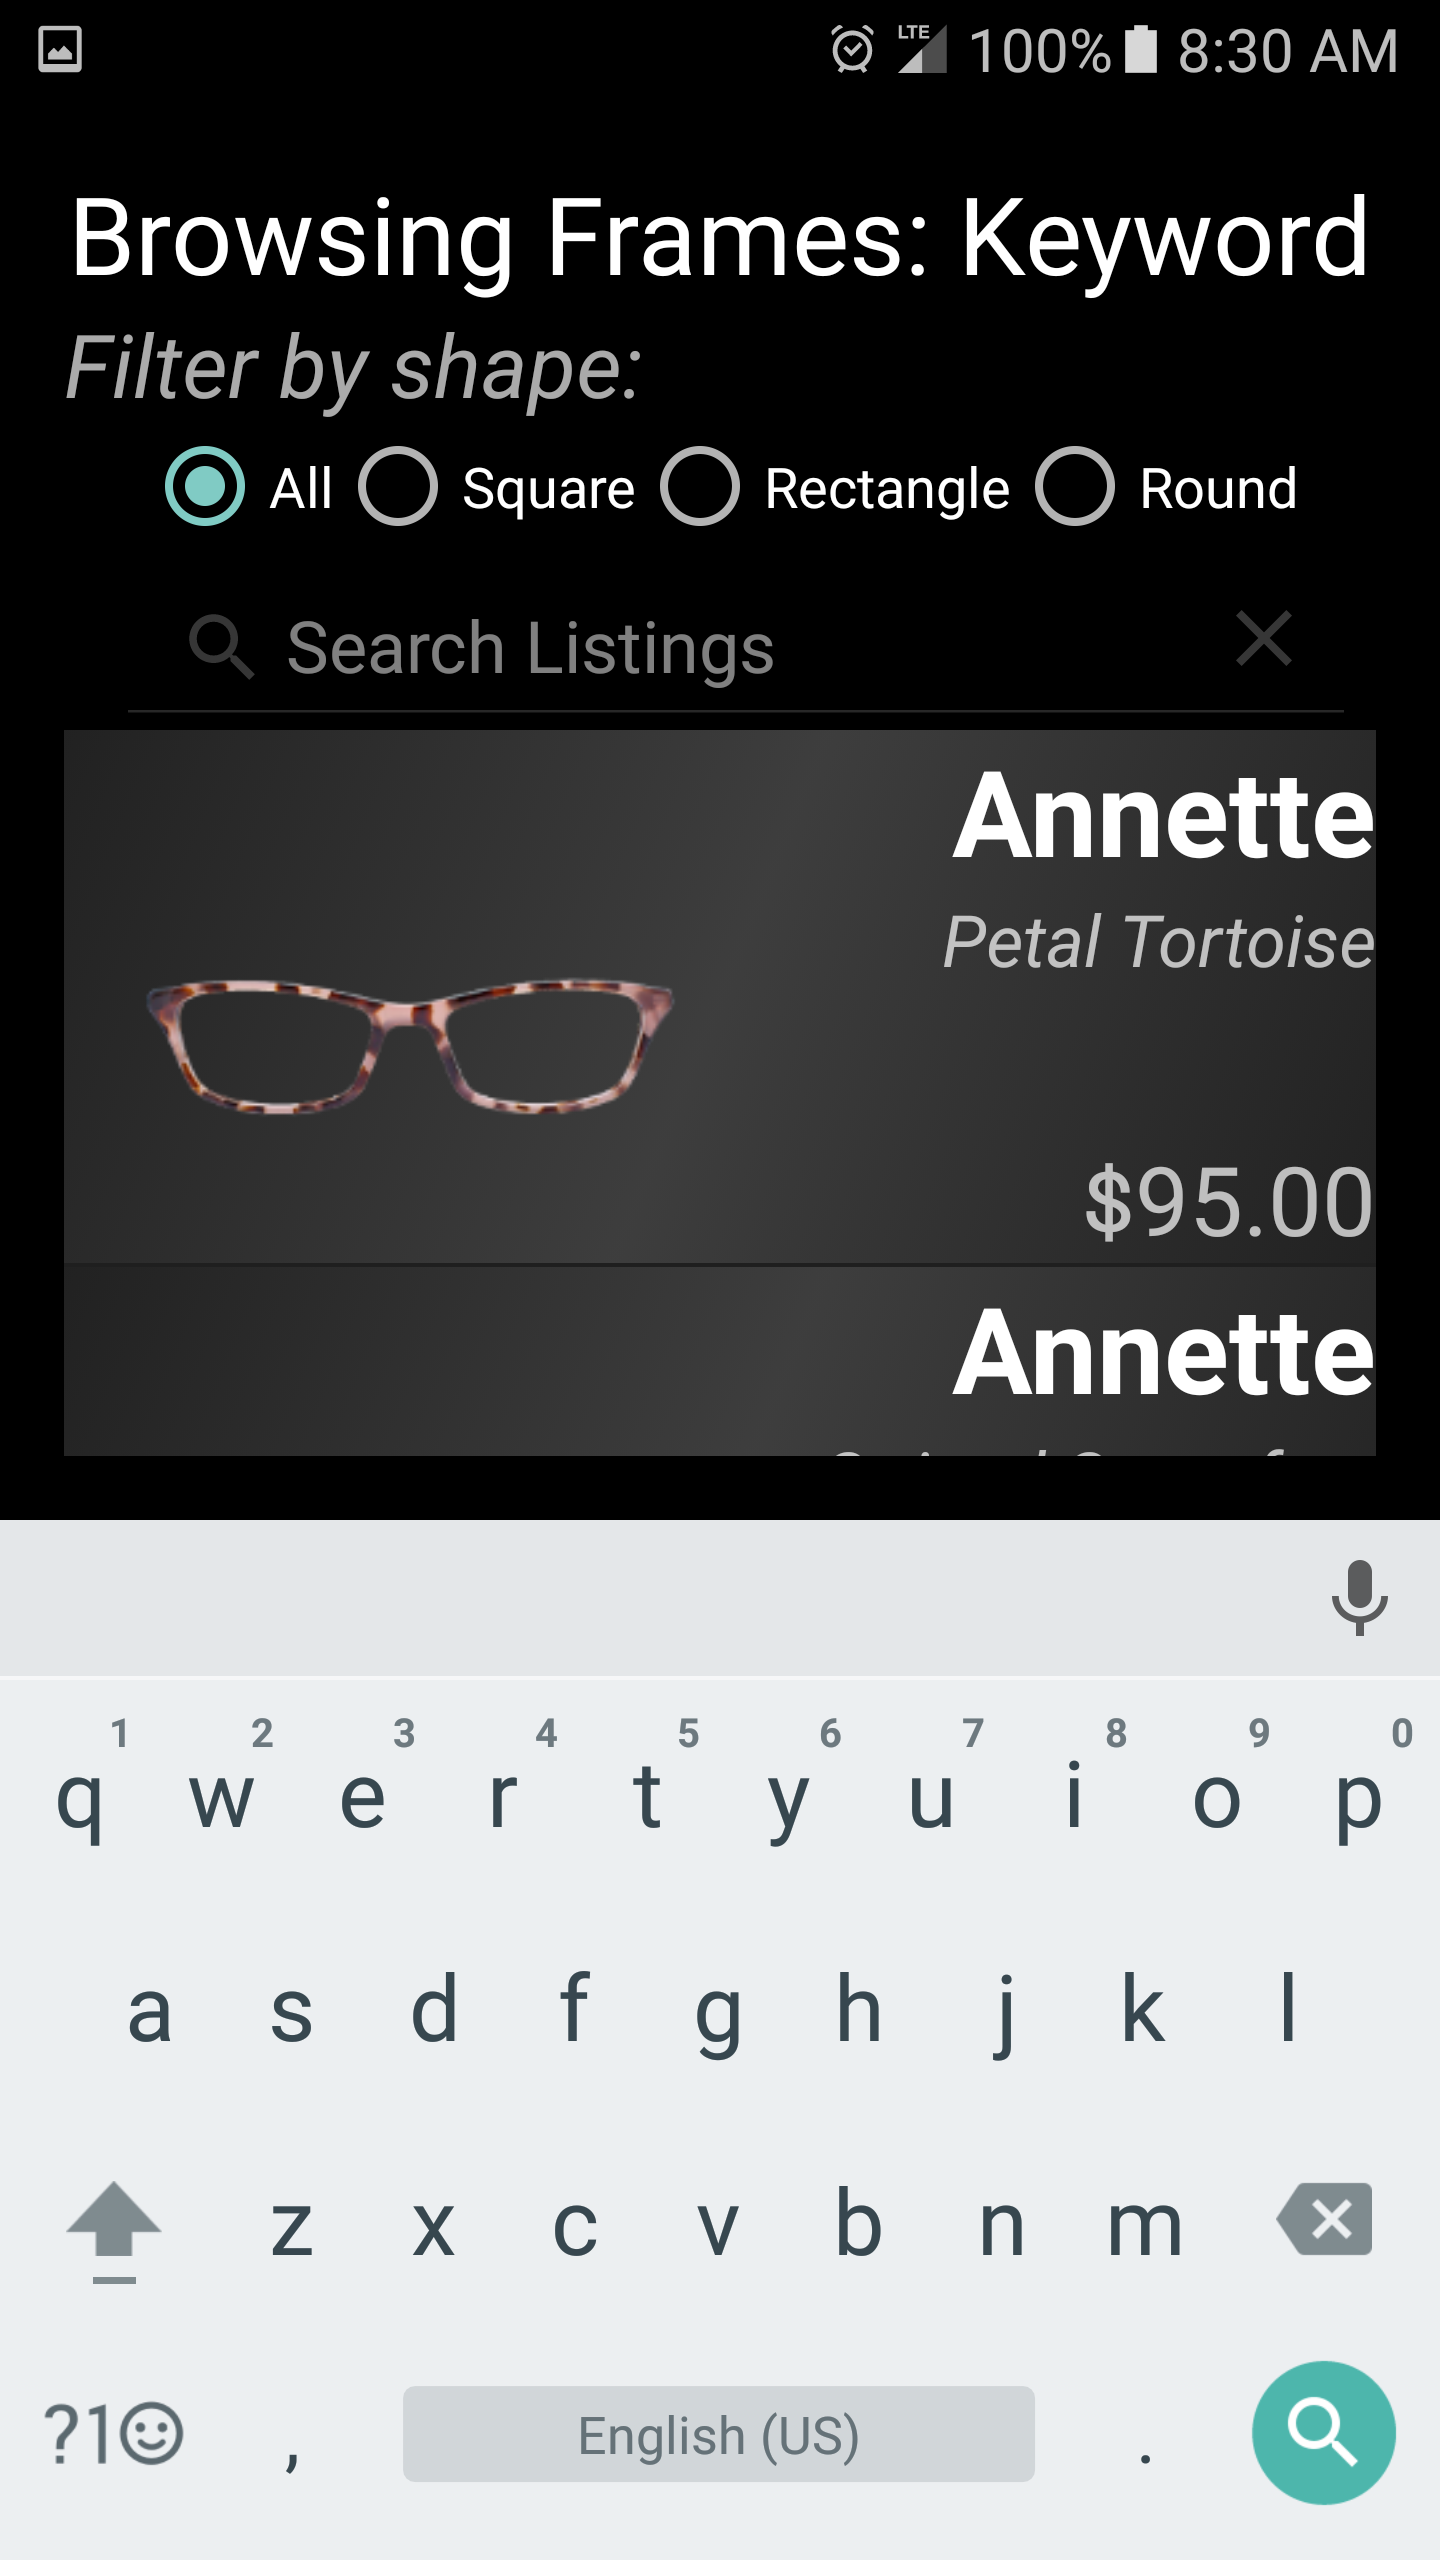 LTE 100% 8:30 AM
Browsing Frames: Keyword
Filter by shape:
All Square Rectangle Round
Search Listings
Annette
Petal Tortoise
$95.00
Annette
1 2 3 4 5 6 7 8 9 0
q w e r t y u i o p
a s d f g h j k l
z x c v b n m
?1 , English (US) .